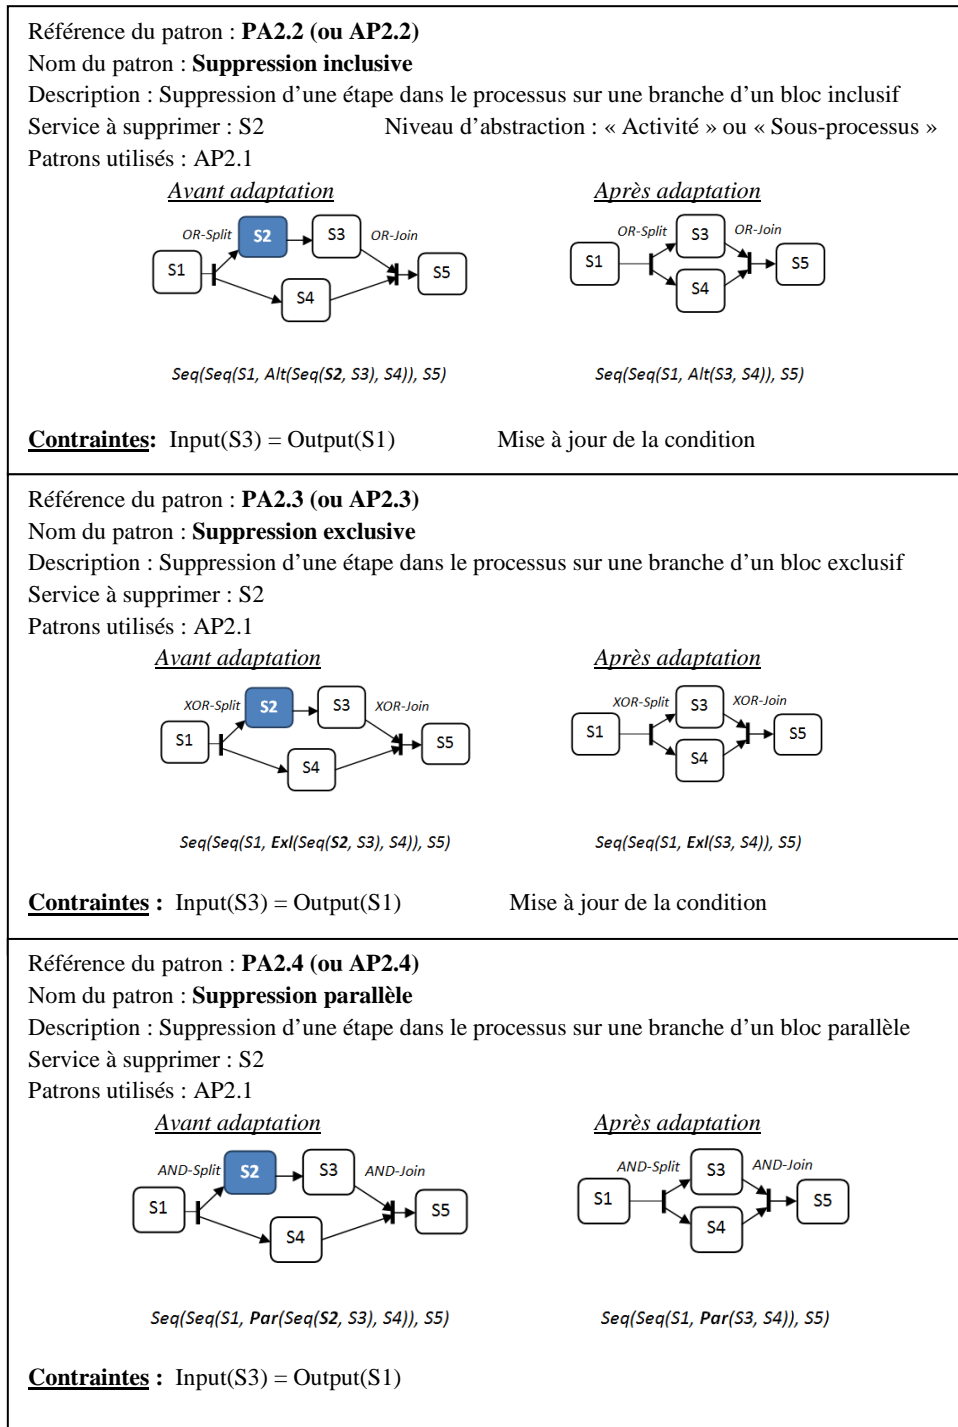 Référence du patron : PA2.2 (ou AP2.2)
Nom du patron : Suppression inclusive
Description : Suppression d'une étape dans le processus sur une branche d'un bloc inclusif
Service à supprimer : S2 Niveau d'abstraction : « Activité » ou « Sous-processus »
Patrons utilisés : AP2.1
Avant adaptation Après adaptation
OR-Split S2 S3 OR-Join OR-Split S3 OR-Join
S1 S5 S1 S5
S4 S4
Seq(Seq(S1, Alt(Seq(S2, S3), S4)), S5) Seq(Seq(S1, Alt(S3, S4)), S5)
Contraintes: Input(S3) = Output(S1) Mise à jour de la condition
Référence du patron : PA2.3 (ou AP2.3)
Nom du patron : Suppression exclusive
Description : Suppression d'une étape dans le processus sur une branche d'un bloc exclusif
Service à supprimer : S2
Patrons utilisés : AP2.1
Avant adaptation Après adaptation
XOR-Split S2 S3 XOR-Join XOR-Split S3 XOR-Join
S1 S5 S1 S5
S4 S4
Seq(Seq(S1, Exl(Seq(S2, S3), S4)), S5) Seq(Seq(S1, Exl(S3, S4)), S5)
Contraintes : Input(S3) = Output(S1) Mise à jour de la condition
Référence du patron : PA2.4 (ou AP2.4)
Nom du patron : Suppression parallèle
Description : Suppression d'une étape dans le processus sur une branche d'un bloc parallèle
Service à supprimer : S2
Patrons utilisés : AP2.1
Avant adaptation Après adaptation
AND-Split S2 S3 AND-Join AND-Split S3 AND-Join
S1 S5 S1 S5
S4 S4
Seq(Seq(S1, Par(Seq(S2, S3), S4)), S5) Seq(Seq(S1, Par(S3, S4)), S5)
Contraintes : Input(S3) = Output(S1)